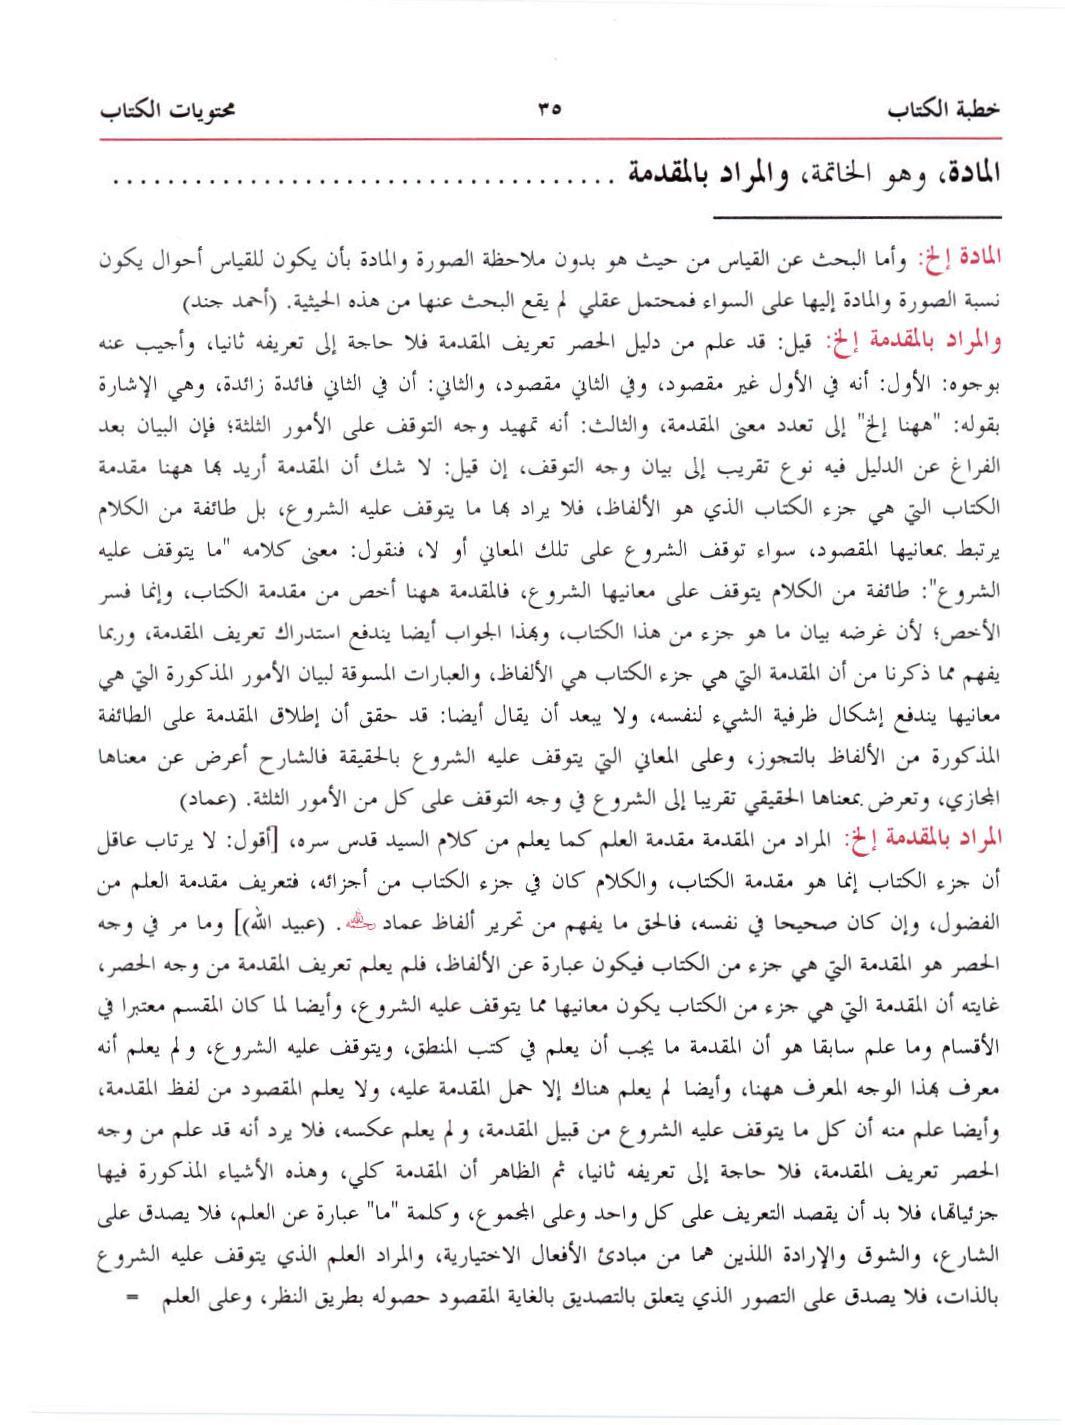 خطبة الكتاب ٣٥ محتويات الكتاب
المادة، وهو الخاتمة، والمراد بالمقدمة .....................................
المادة إلخ: وأما البحث عن القياس من حيث هو بدون ملاحظة الصورة والمادة بأن يكون للقياس أحوال يكون
نسبة الصورة والمادة إليها على السواء فمحتمل عقلي لم يقع البحث عنها من هذه الحيثية. (أحمد جند)
والمراد بالمقدمة إلخ: قيل: قد علم من دليل الحصر تعريف المقدمة فلا حاجة إلى تعريفه ثانيا، وأجيب عنه
بوجوه: الأول: أنه في الأول غير مقصود، وفي الثاني مقصود، والثاني: أن في الثاني فائدة زائدة، وهي الإشارة
بقوله: "ههنا إلخ" إلى تعدد معنى المقدمة، والثالث: أنه تمهيد وجه التوقف على الأمور الثلثة؛ فإن البيان بعد
الفراغ عن الدليل فيه نوع تقريب إلى بيان وجه التوقف، إن قيل: لا شك أن المقدمة أريد بها ههنا مقدمة
الكتاب التي هي جزء الكتاب الذي هو الألفاظ، فلا يراد بها ما يتوقف عليه الشروع، بل طائفة من الكلام
يرتبط بمعانيها المقصود، سواء توقف الشروع على تلك المعاني أو لا، فنقول: معنى كلامه "ما يتوقف عليه
الشروع": طائفة من الكلام يتوقف على معانيها الشروع، فالمقدمة ههنا أخص من مقدمة الكتاب، وإنما فسر
الأخص؛ لأن غرضه بيان ما هو جزء من هذا الكتاب، وبهذا الجواب أيضا يندفع استدراك تعريف المقدمة، وربما
يفهم مما ذكرنا من أن المقدمة التي هي جزء الكتاب هي الألفاظ، والعبارات المسوقة لبيان الأمور المذكورة التي هي
معانيها يندفع إشكال ظرفية الشيء لنفسه، ولا يبعد أن يقال أيضا: قد حقق أن إطلاق المقدمة على الطائفة
المذكورة من الألفاظ بالتجوز، وعلى المعاني التي يتوقف عليه الشروع بالحقيقة فالشارح أعرض عن معناها
المجازي، وتعرض بمعناها الحقيقي تقريبا إلى الشروع في وجه التوقف على كل من الأمور الثلثة. (عماد)
المراد بالمقدمة إلخ: المراد من المقدمة مقدمة العلم كما يعلم من كلام السيد قدس سره، [أقول: لا يرتاب عاقل
أن جزء الكتاب إنما هو مقدمة الكتاب، والكلام كان في جزء الكتاب من أجزائه، فتعريف مقدمة العلم من
الفضول، وإن كان صحيحا في نفسه، فالحق ما يفهم من تحرير ألفاظ عماد رحمه الله. (عبيد الله)] وما مر في وجه
الحصر هو المقدمة التي هي جزء من الكتاب فيكون عبارة عن الألفاظ، فلم يعلم تعريف المقدمة من وجه الحصر،
غايته أن المقدمة التي هي جزء من الكتاب يكون معانيها مما يتوقف عليه الشروع، وأيضا لما كان المقسم معتبرا في
الأقسام وما علم سابقا هو أن المقدمة ما يجب أن يعلم في كتب المنطق، ويتوقف عليه الشروع، ولم يعلم أنه
معرف بهذا الوجه المعرف ههنا، وأيضا لم يعلم هناك إلا حمل المقدمة عليه، ولا يعلم المقصود من لفظ المقدمة،
وأيضا علم منه أن كل ما يتوقف عليه الشروع من قبيل المقدمة، ولم يعلم عكسه، فلا يرد أنه قد علم من وجه
الحصر تعريف المقدمة، فلا حاجة إلى تعريفه ثانيا، ثم الظاهر أن المقدمة كلي، وهذه الأشياء المذكورة فيها
جزئياتها، فلا بد أن يقصد التعريف على كل واحد وعلى المجموع، وكلمة "ما" عبارة عن العلم، فلا يصدق على
الشارع، والشوق والإرادة اللذين هما من مبادئ الأفعال الاختيارية، والمراد العلم الذي يتوقف عليه الشروع
بالذات، فلا يصدق على التصور الذي يتعلق بالتصديق بالغاية المقصود حصوله بطريق النظر، وعلى العلم =